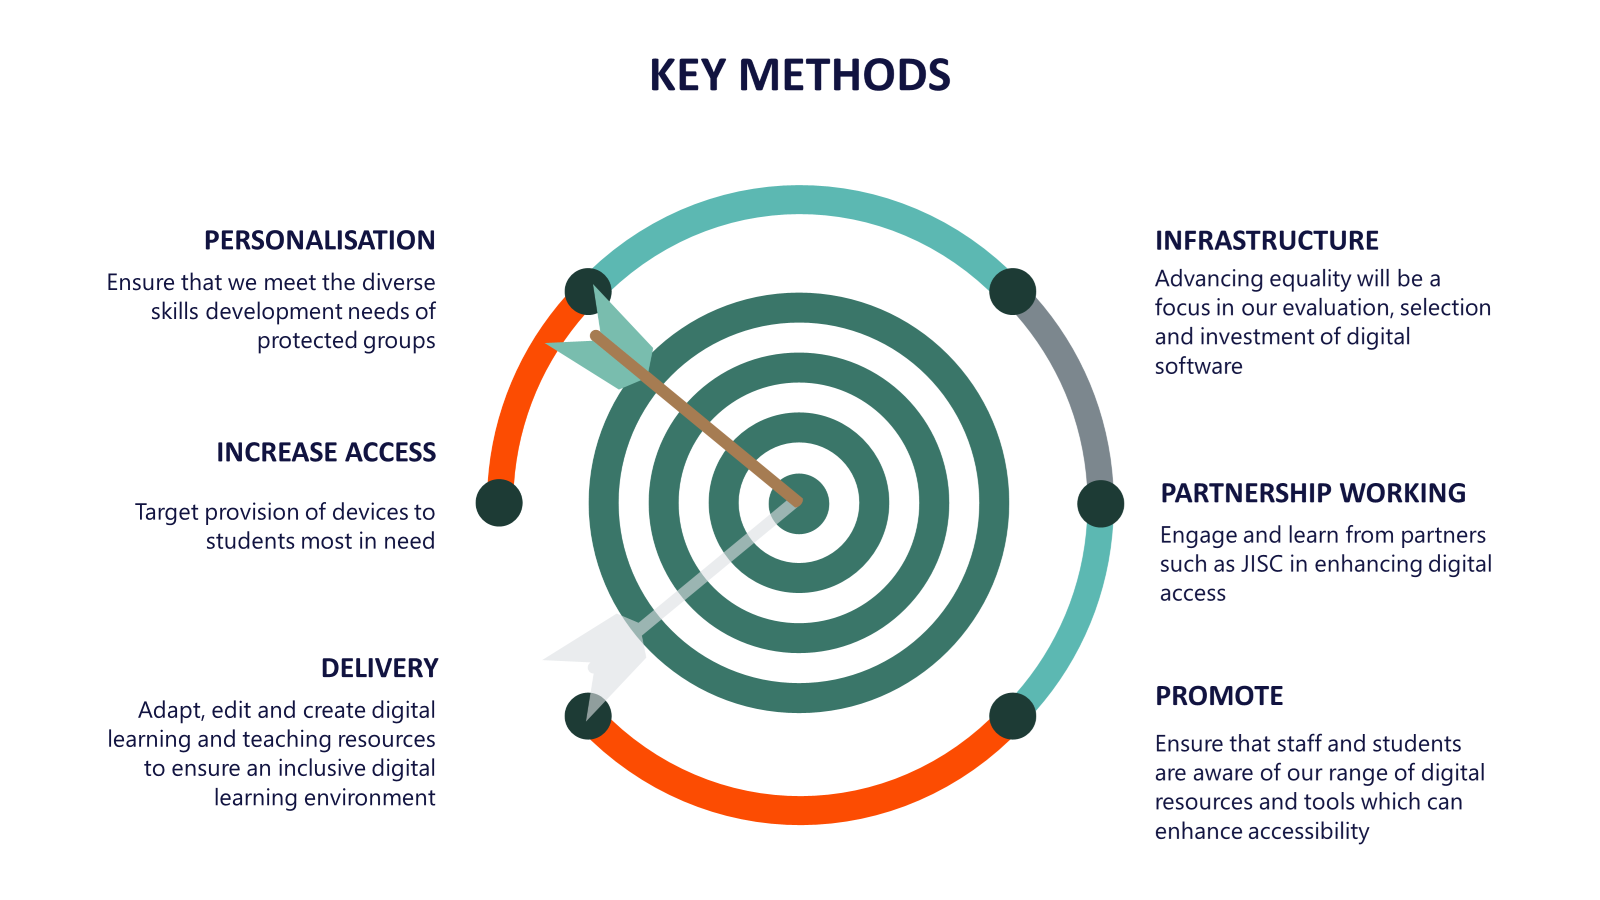 KEY METHODS
PERSONALISATION
Ensure that we meet the diverse
skills development needs of
protected groups
INCREASE ACCESS
Target provision of devices to
students most in need
DELIVERY
Adapt, edit and create digital
learning and teaching resources
to ensure an inclusive digital
learning environment
INFRASTRUCTURE
Advancing equality will be a
focus in our evaluation, selection
and investment of digital
software
PARTNERSHIP WORKING
Engage and learn from partners
such as JISC in enhancing digital
access
PROMOTE
Ensure that staff and students
are aware of our range of digital
resources and tools which can
enhance accessibility